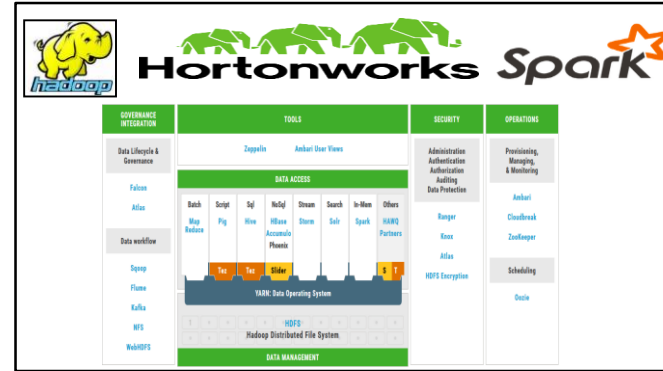 hadoop
Hortonworks
Spark
GOVERNANCE
INTEGRATION
Data Lifecycle &
Governance
Falcon
Atlas
Data workflow
Sqoop
Flume
Kafka
NFS
WebHDFS
TOOLS
Zeppelin Ambari User Views
DATA ACCESS
Batch Script Sql NoSql Stream Search In-Mem Others
Map Pig Hive HBase Storm Solr Spark HAWQ
Reduce Accumulo Partners
Phoenix
Tez Tez Slider S T
YARN: Data Operating System
HDFS
Hadoop Distributed File System
DATA MANAGEMENT
SECURITY
Administration
Authentication
Authorization
Auditing
Data Protection
Ranger
Knox
Atlas
HDFS Encryption
OPERATIONS
Provisioning,
Managing,
& Monitoring
Ambari
Cloudbreak
ZooKeeper
Scheduling
Oozie